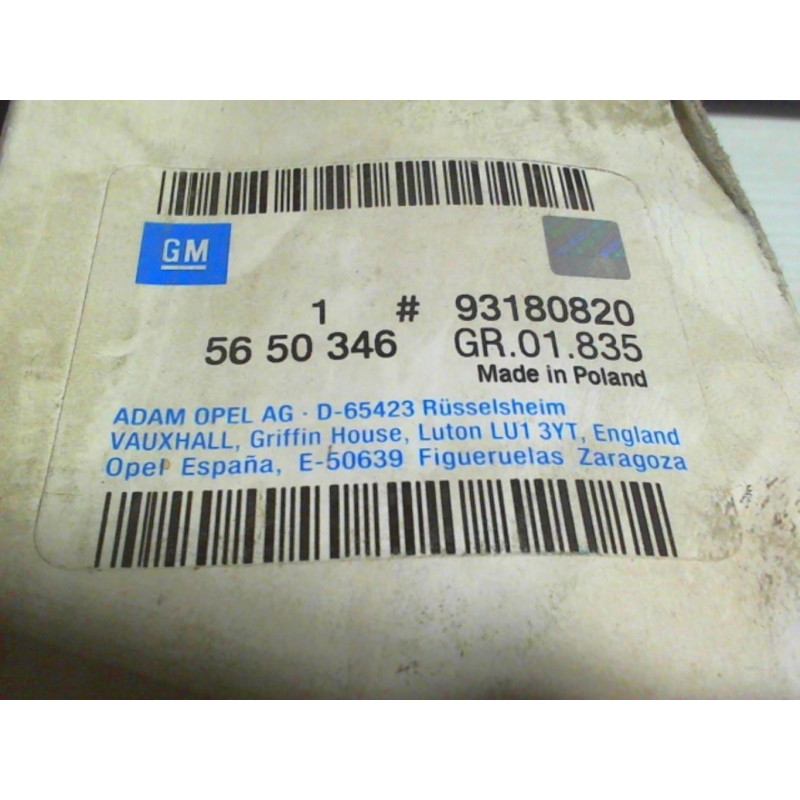 GM
1 # 93180820
56 50 346 GR.01.835
Made in Poland
ADAM OPEL AG · D-65423 Rüsselsheim
VAUXHALL, Griffin House, Luton LU1 3YT, England
Opel España, E-50639 Figueruelas Zaragoza